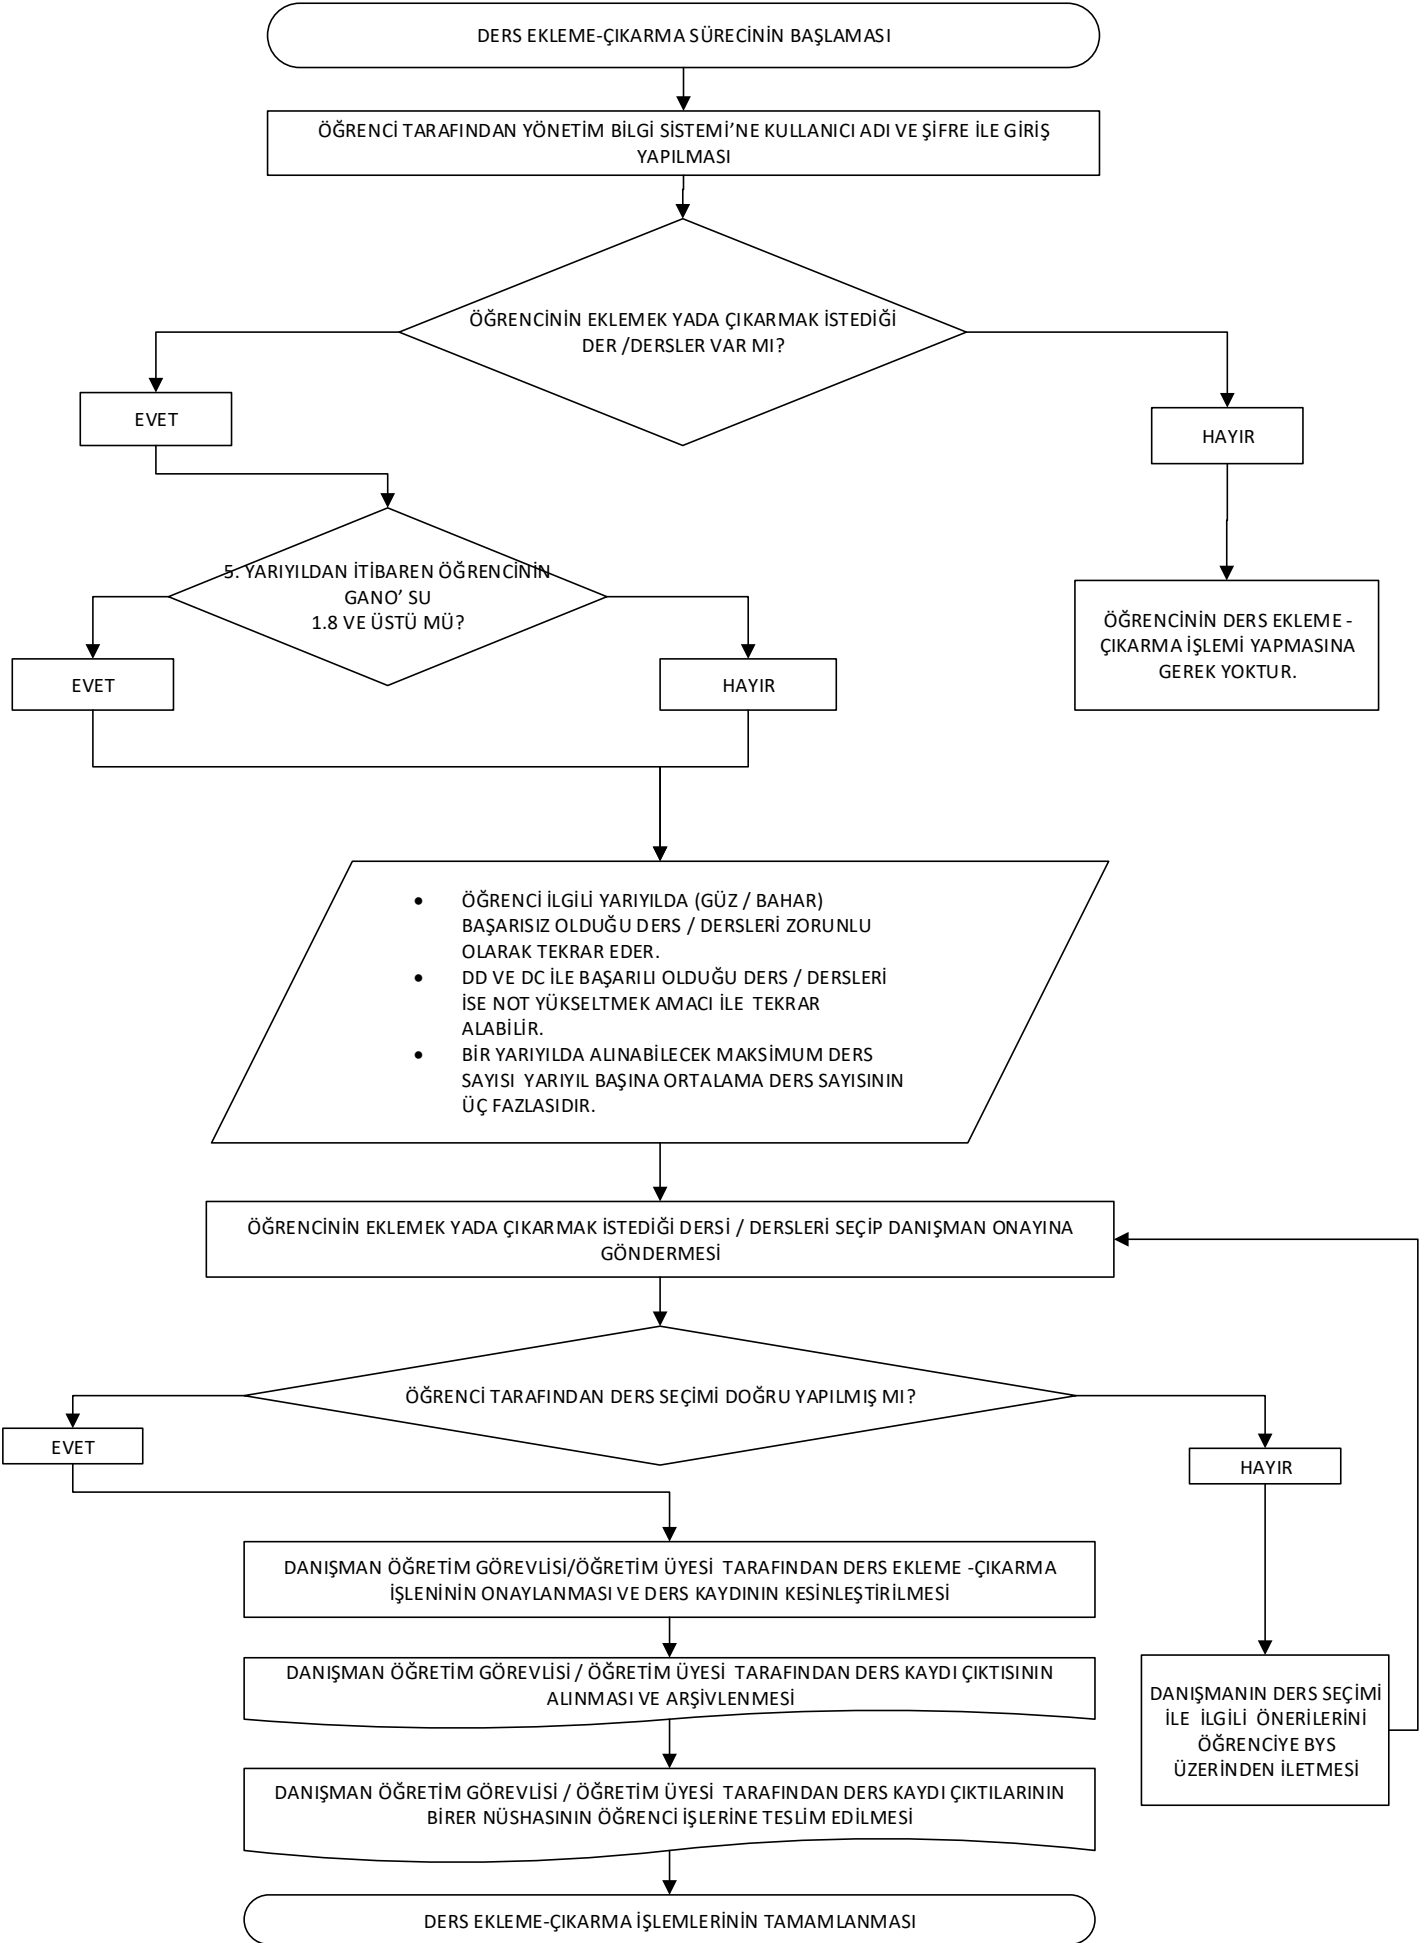 DERS EKLEME-ÇIKARMA SÜRECİNİN BAŞLAMASI
ÖĞRENCİ TARAFINDAN YÖNETİM BİLGİ SİSTEMİ’NE KULLANICI ADI VE ŞİFRE İLE GİRİŞ
YAPILMASI
ÖĞRENCİNİN EKLEMEK YADA ÇIKARMAK İSTEDİĞİ
DER /DERSLER VAR MI?
EVET
HAYIR
5. YARIYILDAN İTİBAREN ÖĞRENCİNİN
GANO’ SU
1.8 VE ÜSTÜ MÜ?
ÖĞRENCİNİN DERS EKLEME -
ÇIKARMA İŞLEMİ YAPMASINA
GEREK YOKTUR.
EVET
HAYIR
• ÖĞRENCİ İLGİLİ YARIYILDA (GÜZ / BAHAR)
BAŞARISIZ OLDUĞU DERS / DERSLERİ ZORUNLU
OLARAK TEKRAR EDER.
• DD VE DC İLE BAŞARILI OLDUĞU DERS / DERSLERİ
İSE NOT YÜKSELTMEK AMACI İLE TEKRAR
ALABİLİR.
• BİR YARIYILDA ALINABİLECEK MAKSİMUM DERS
SAYISI YARIYIL BAŞINA ORTALAMA DERS SAYISININ
ÜÇ FAZLASIDIR.
ÖĞRENCİNİN EKLEMEK YADA ÇIKARMAK İSTEDİĞİ DERSİ / DERSLERİ SEÇİP DANIŞMAN ONAYINA
GÖNDERMESİ
ÖĞRENCİ TARAFINDAN DERS SEÇİMİ DOĞRU YAPILMIŞ MI?
EVET
HAYIR
DANIŞMAN ÖĞRETİM GÖREVLİSİ/ÖĞRETİM ÜYESİ TARAFINDAN DERS EKLEME -ÇIKARMA
İŞLENİNİN ONAYLANMASI VE DERS KAYDININ KESİNLEŞTİRİLMESİ
DANIŞMAN ÖĞRETİM GÖREVLİSİ / ÖĞRETİM ÜYESİ TARAFINDAN DERS KAYDI ÇIKTISININ
ALINMASI VE ARŞİVLENMESİ
DANIŞMANIN DERS SEÇİMİ
İLE İLGİLİ ÖNERİLERİNİ
ÖĞRENCİYE BYS
ÜZERİNDEN İLETMESİ
DANIŞMAN ÖĞRETİM GÖREVLİSİ / ÖĞRETİM ÜYESİ TARAFINDAN DERS KAYDI ÇIKTILARININ
BİRER NÜSHASININ ÖĞRENCİ İŞLERİNE TESLİM EDİLMESİ
DERS EKLEME-ÇIKARMA İŞLEMLERİNİN TAMAMLANMASI